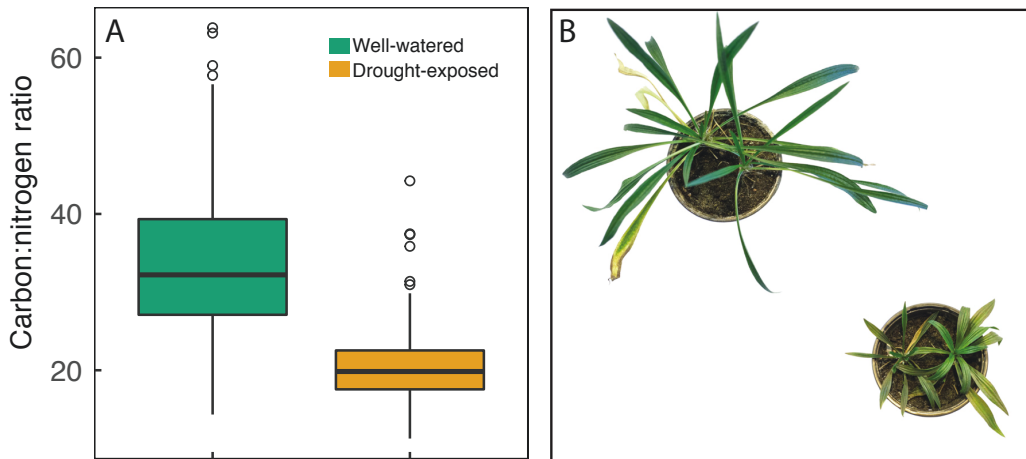 A
Well-watered
Drought-exposed
Carbon:nitrogen ratio
60
40
20
B